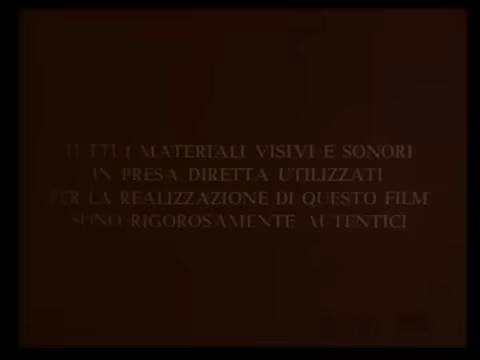 TUTTI I MATERIALI VISIVI E SONORI
IN PRESA DIRETTA UTILIZZATI
PER LA REALIZZAZIONE DI QUESTO FILM
SONO RIGOROSAMENTE AUTENTICI